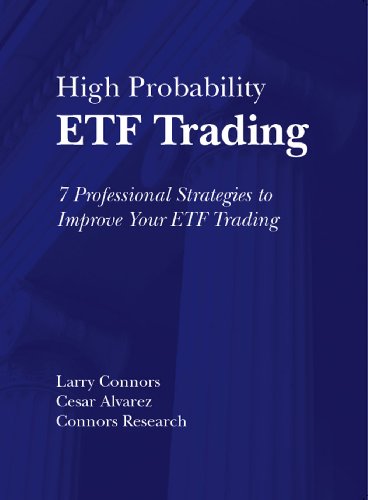 High Probability
ETF Trading
7 Professional Strategies to
Improve Your ETF Trading
Larry Connors
Cesar Alvarez
Connors Research